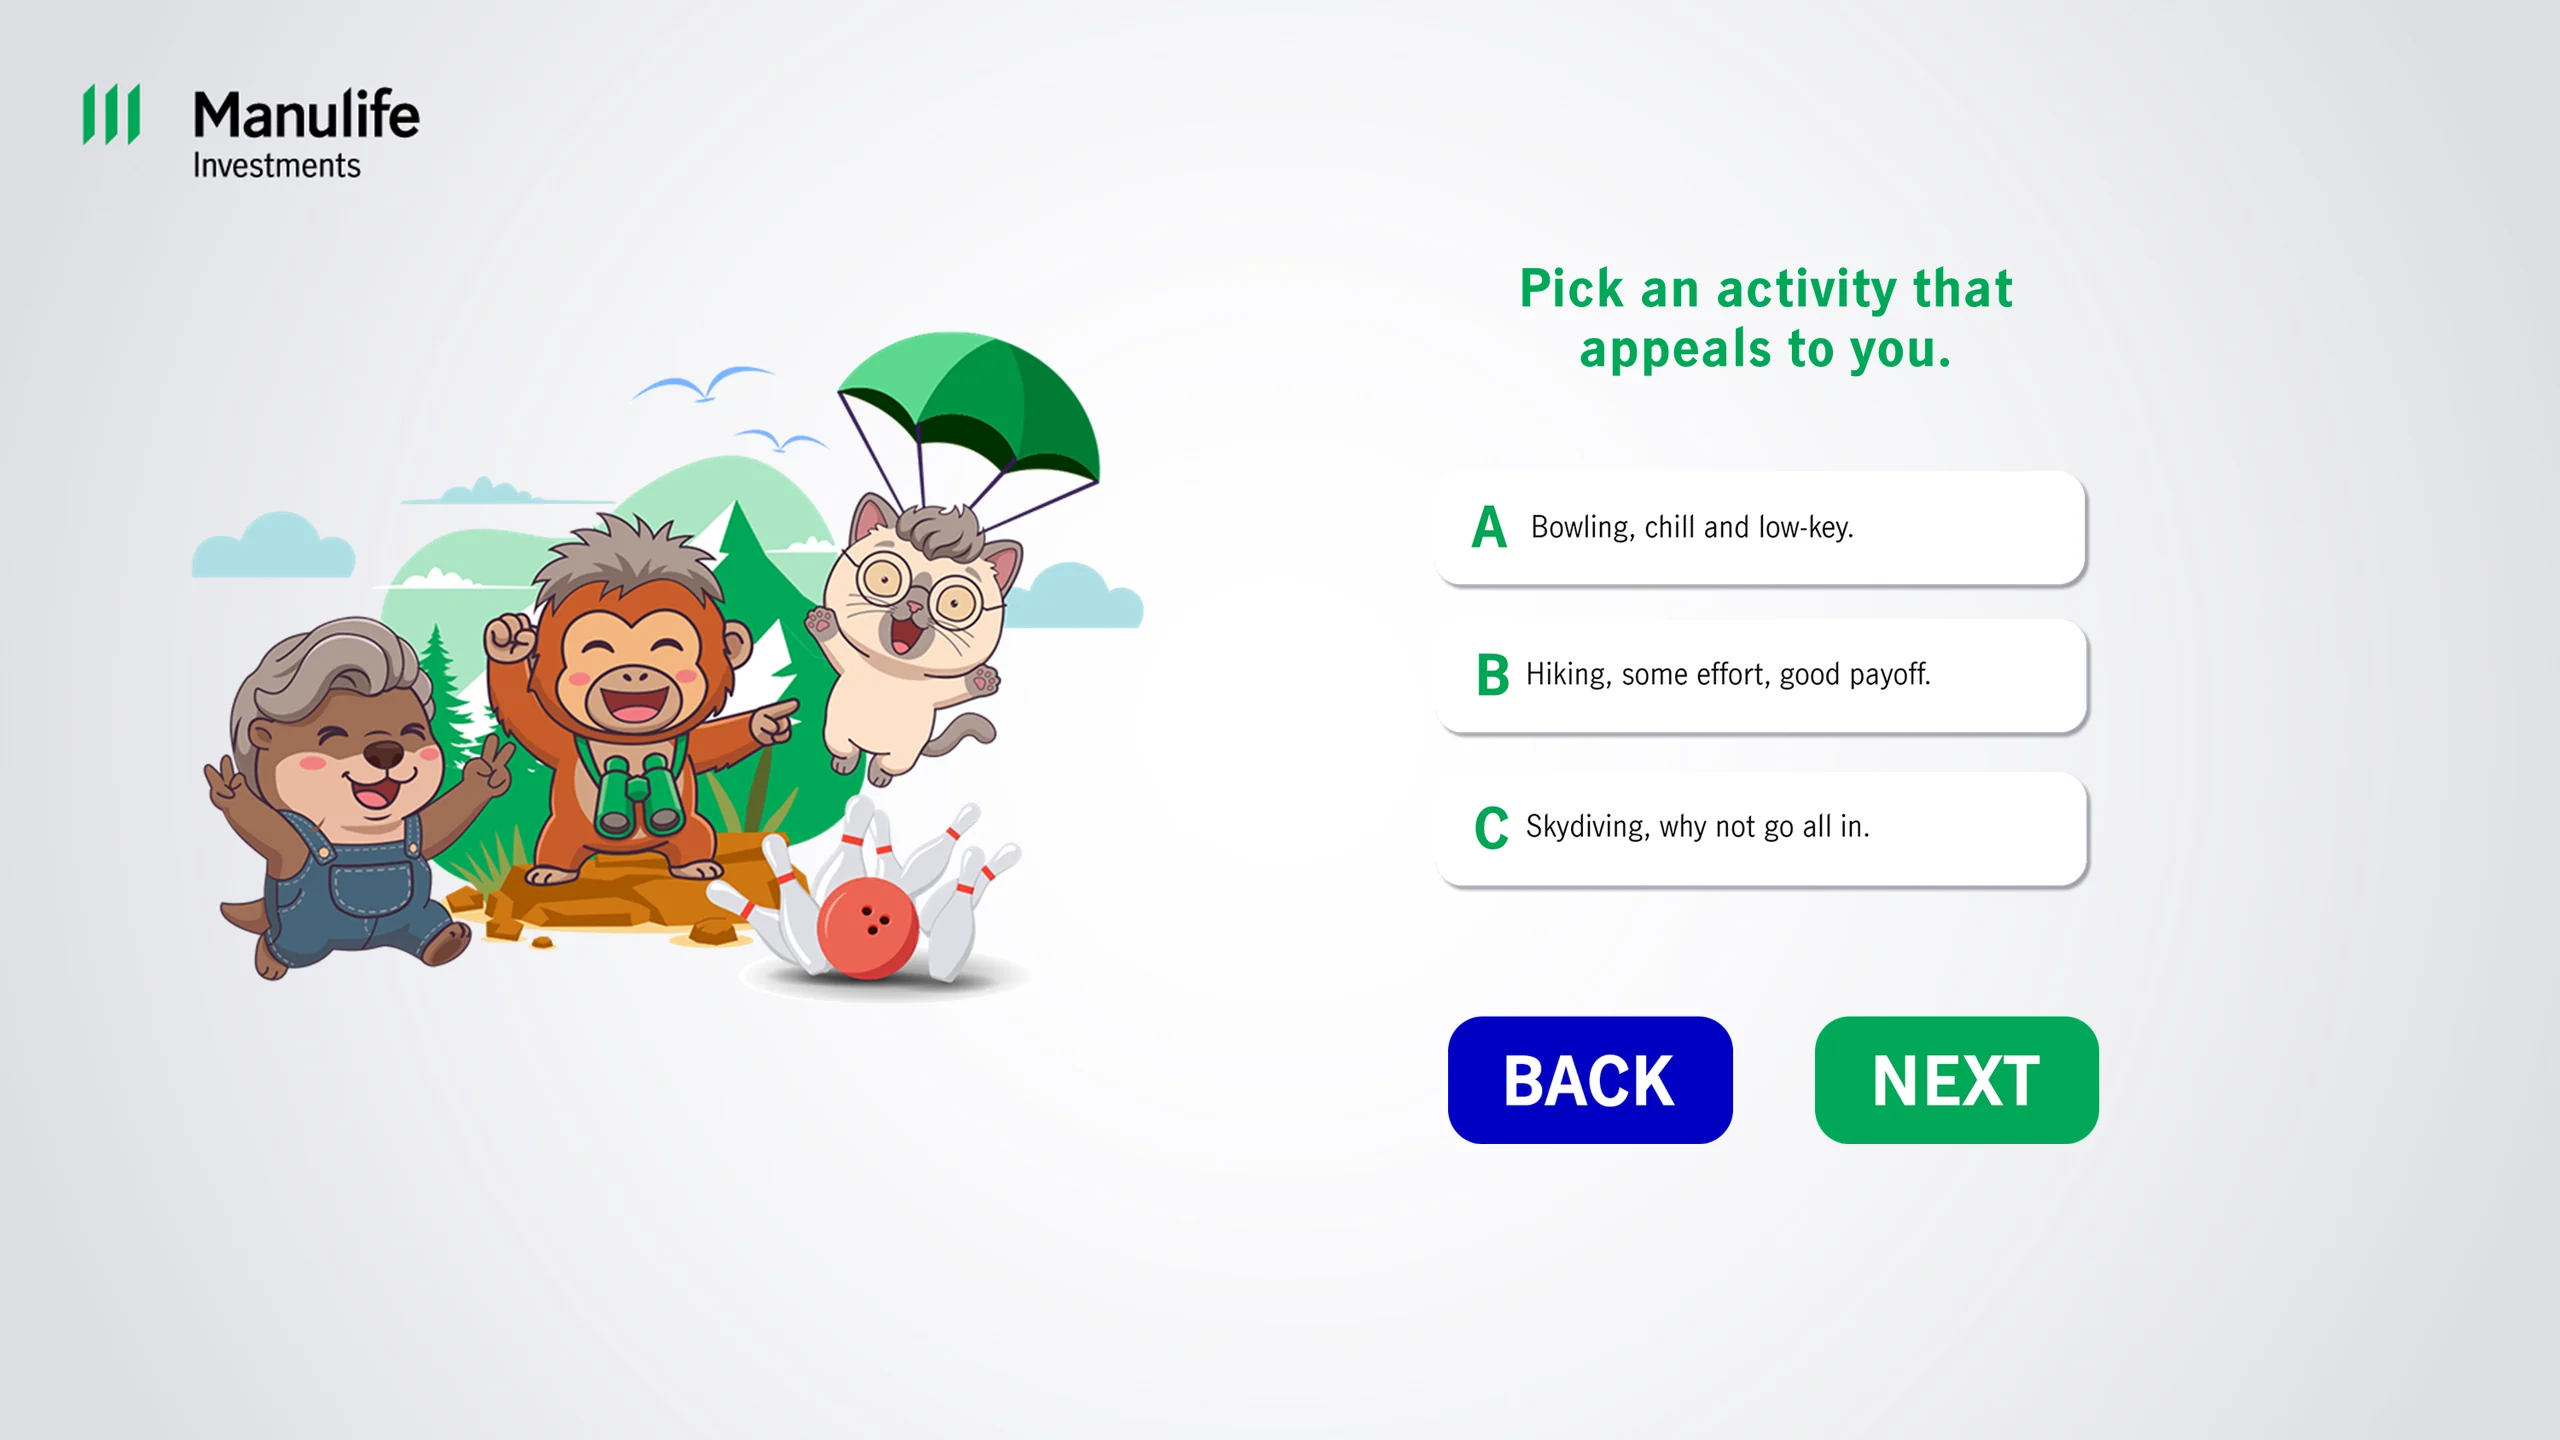 Manulife
Investments
Pick an activity that
appeals to you.
A Bowling, chill and low-key.
B Hiking, some effort, good payoff.
C Skydiving, why not go all in.
BACK NEXT